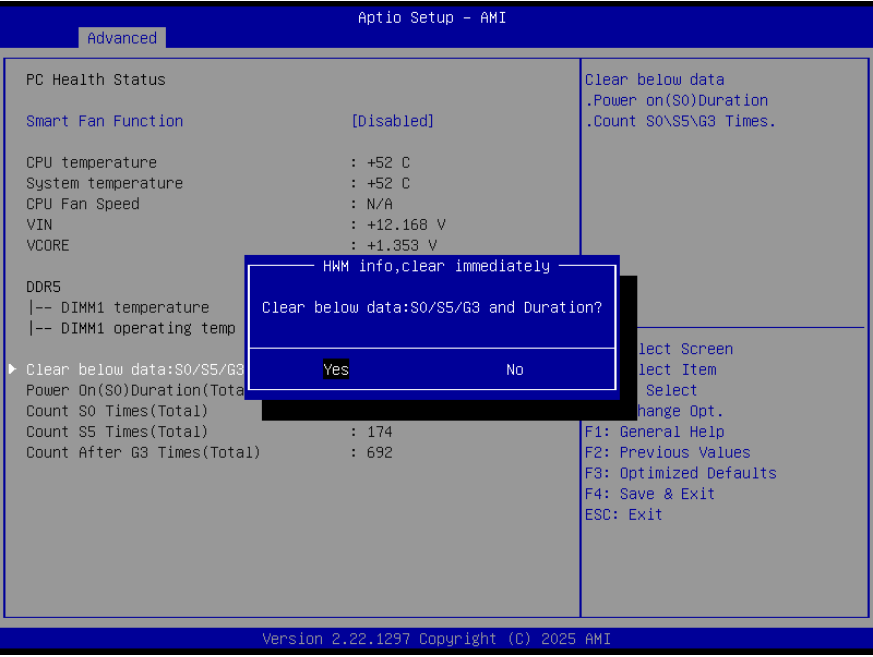 Aptio Setup - AMI
Advanced
PC Health Status
Smart Fan Function [Disabled]
CPU temperature : +52 C
System temperature : +52 C
CPU Fan Speed : N/A
VIN : +12.168 V
VCORE : +1.353 V
DDR5
|-- DIMM1 temperature
|-- DIMM1 operating temp
Clear below data:S0/S5/G3
Power On(S0)Duration(Tota
Count S0 Times(Total)
Count S5 Times(Total) : 174
Count After G3 Times(Total) : 692
HWM info,clear immediately
Clear below data:S0/S5/G3 and Duration?
Yes No
Clear below data
.Power on(S0)Duration
.Count S0\S5\G3 Times.
lect Screen
lect Item
Select
hange Opt.
F1: General Help
F2: Previous Values
F3: Optimized Defaults
F4: Save & Exit
ESC: Exit
Version 2.22.1297 Copyright (C) 2025 AMI